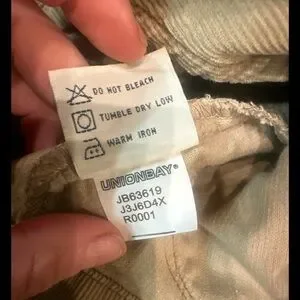 DO NOT BLEACH
TUMBLE DRY LOW
WARM IRON
UNIONBAY®
JB63619
J3J6D4X
R0001